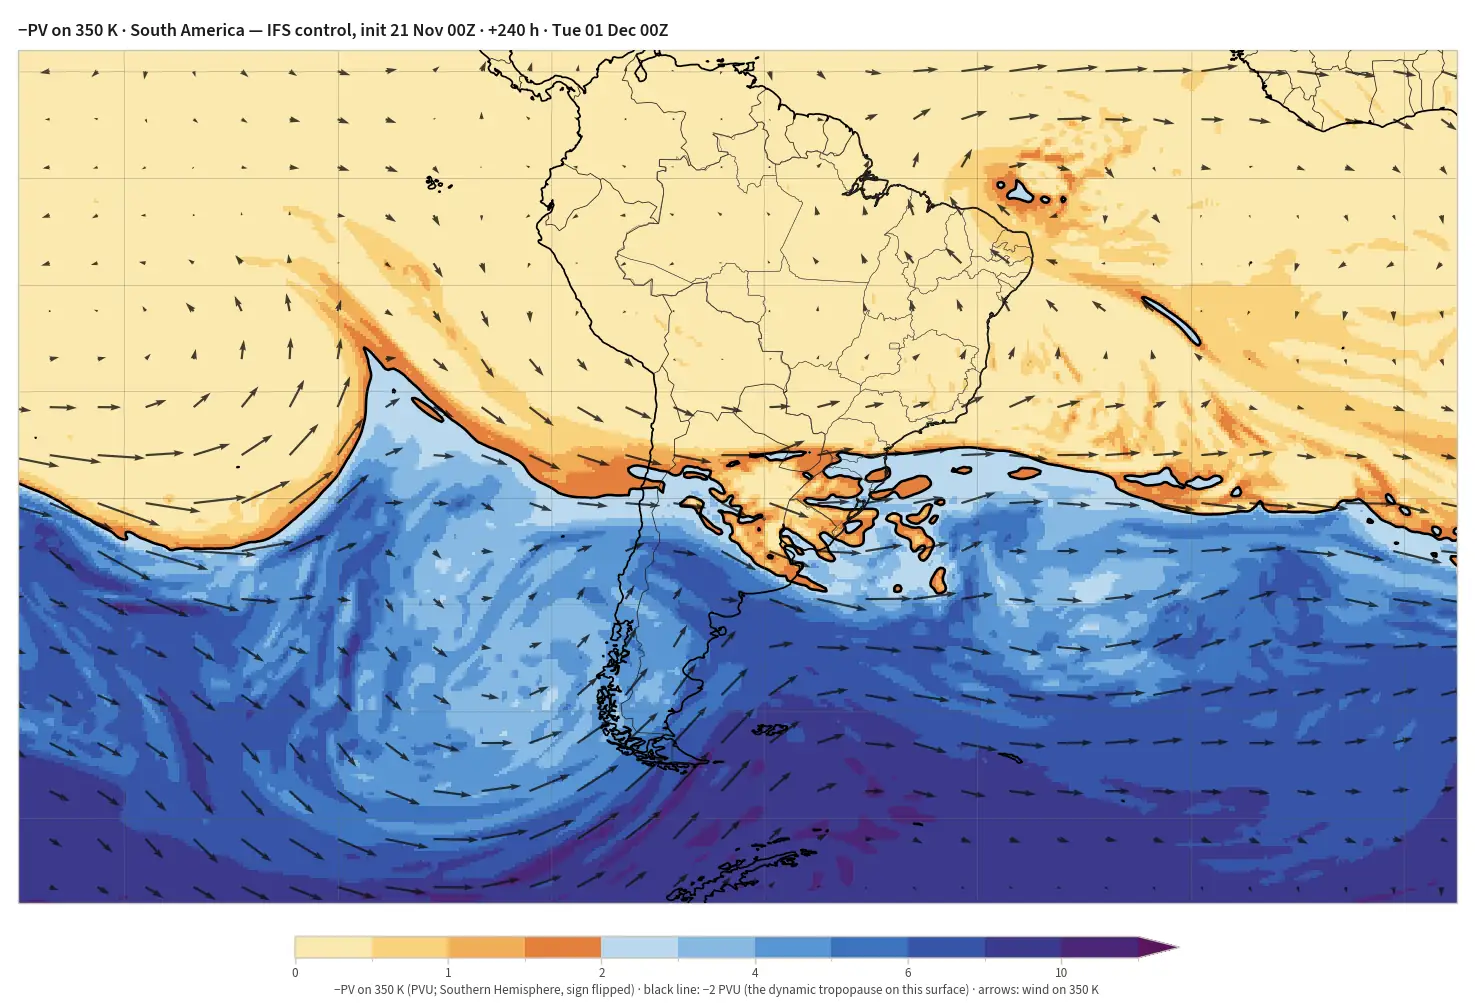 −PV on 350 K · South America — IFS control, init 21 Nov 00Z · +240 h · Tue 01 Dec 00Z
0 1 2 4 6 10
−PV on 350 K (PVU; Southern Hemisphere, sign flipped) · black line: −2 PVU (the dynamic tropopause on this surface) · arrows: wind on 350 K